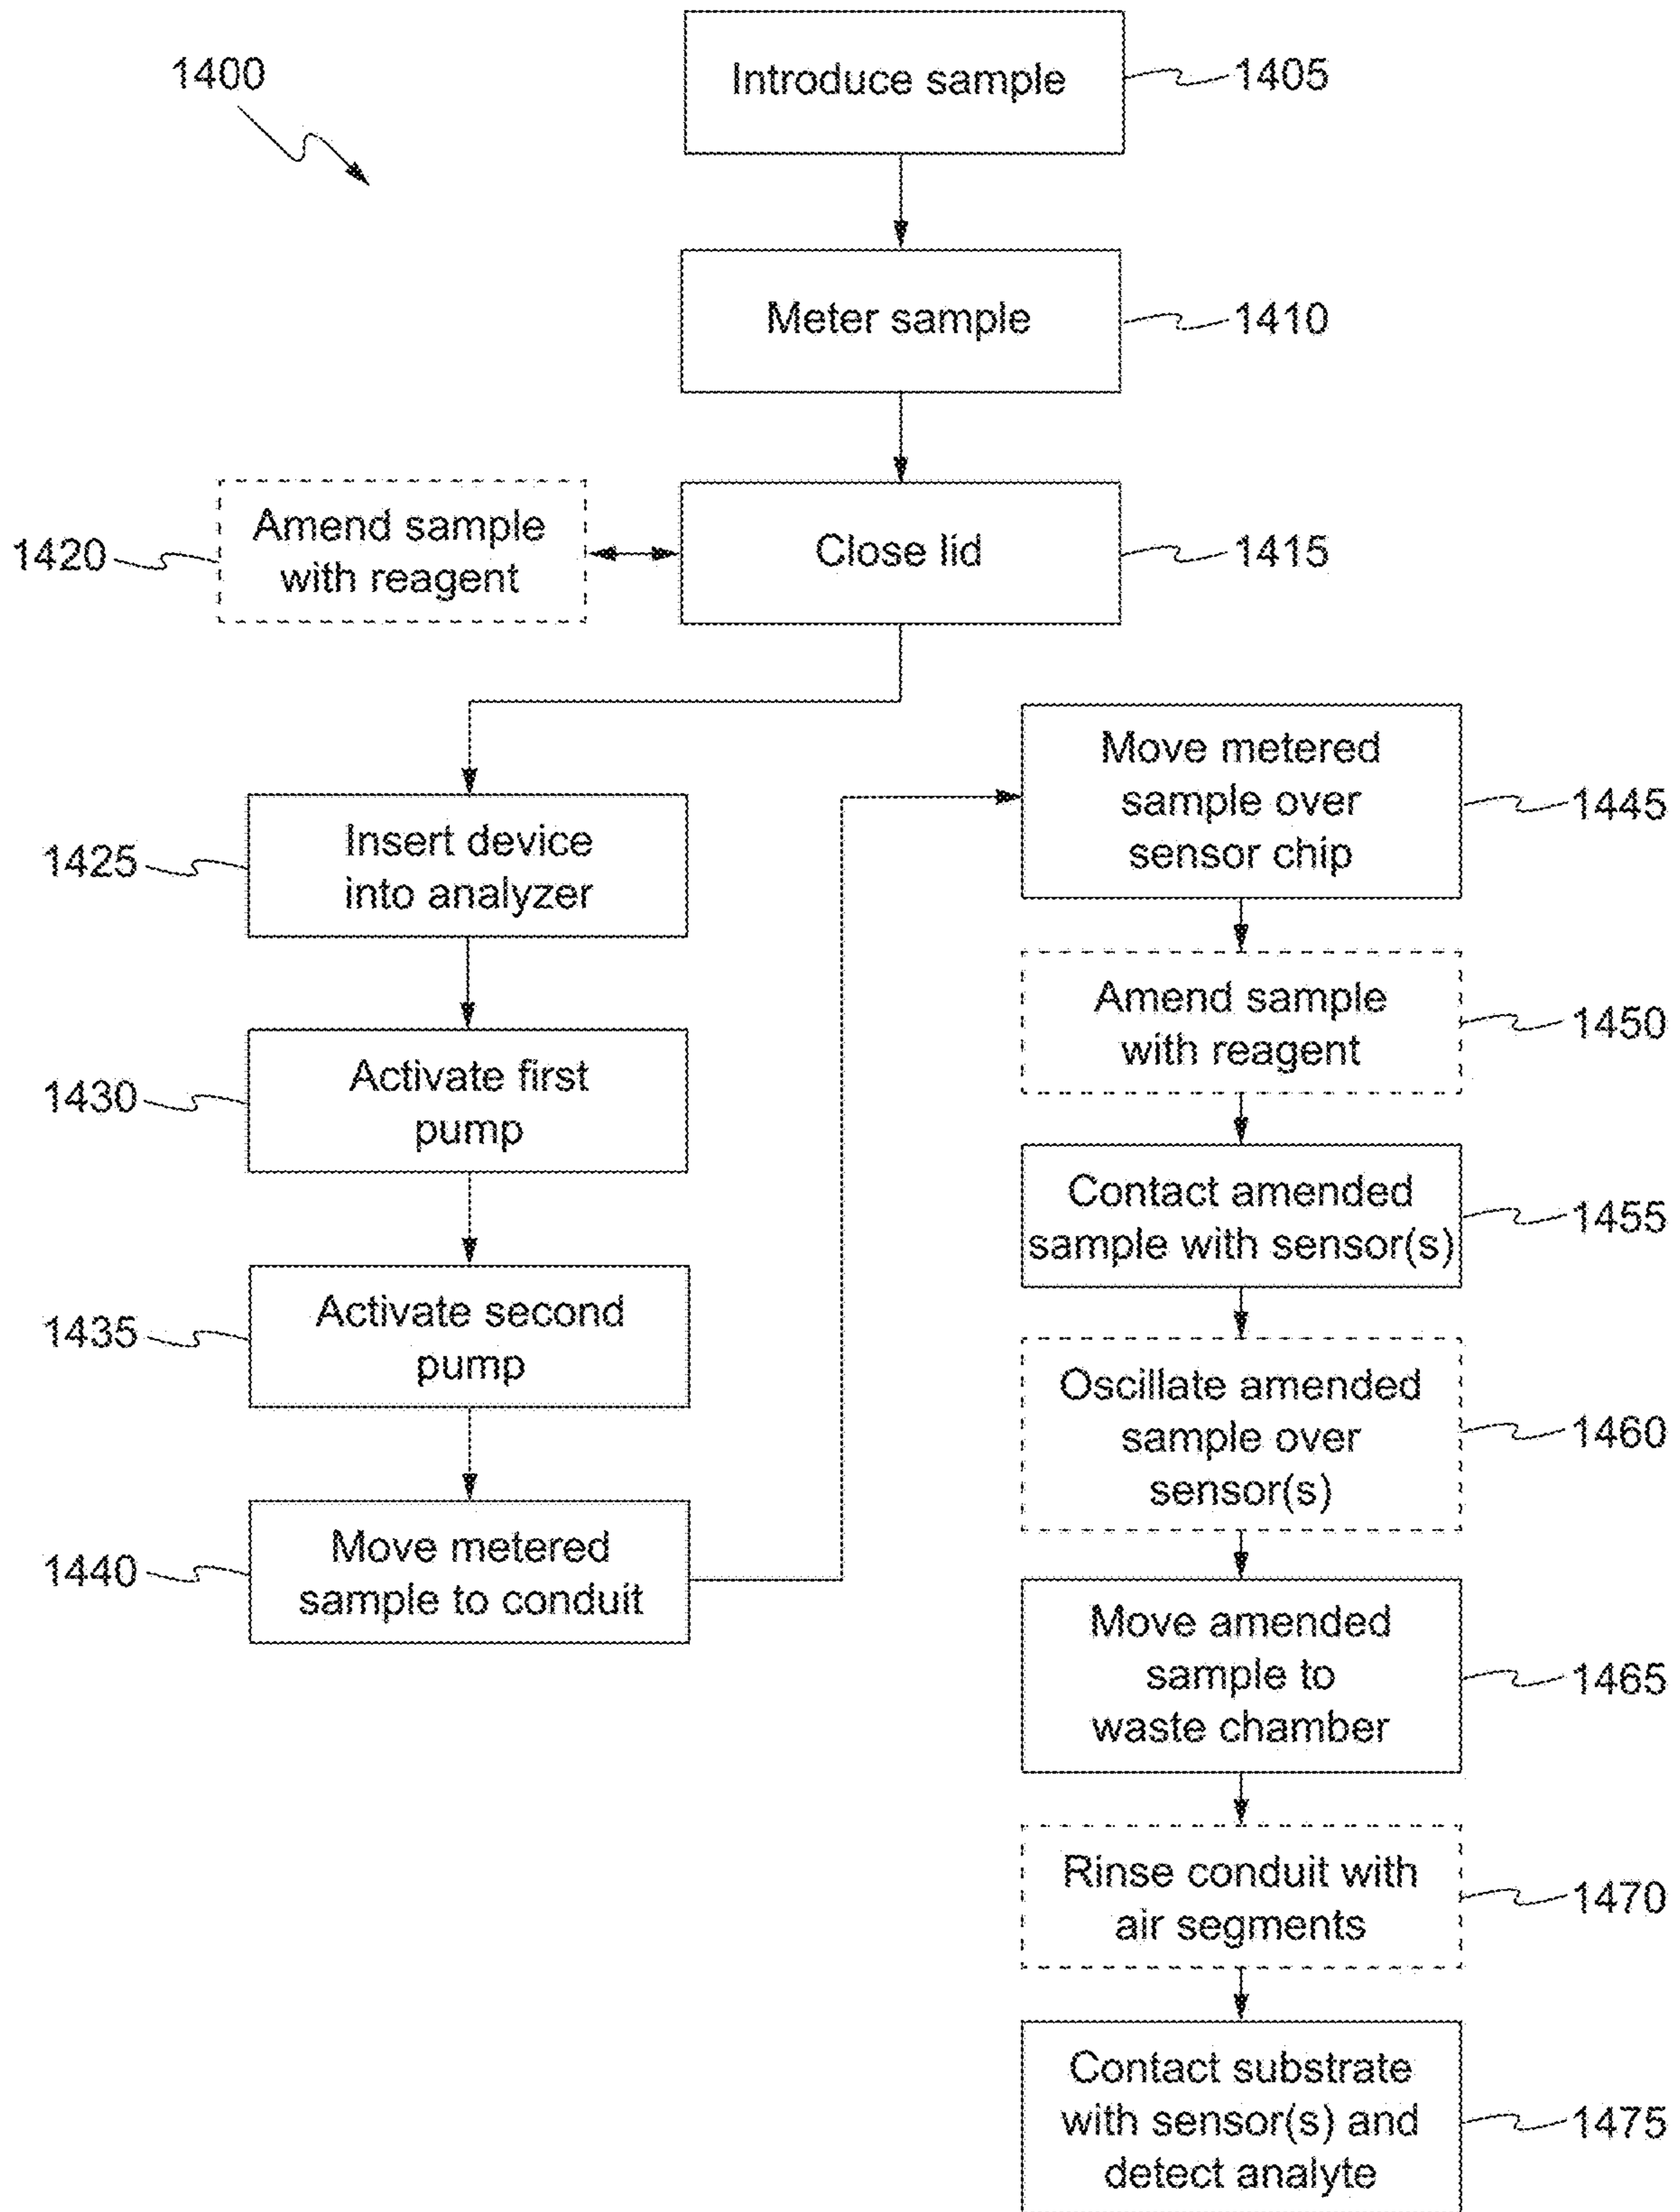 1400
Introduce sample
1405
Meter sample
1410
Close lid
1415
Amend sample
with reagent
1420
Insert device
into analyzer
1425
Activate first
pump
1430
Activate second
pump
1435
Move metered
sample to conduit
1440
Move metered
sample over
sensor chip
1445
Amend sample
with reagent
1450
Contact amended
sample with sensor(s)
1455
Oscillate amended
sample over
sensor(s)
1460
Move amended
sample to
waste chamber
1465
Rinse conduit with
air segments
1470
Contact substrate
with sensor(s) and
detect analyte
1475